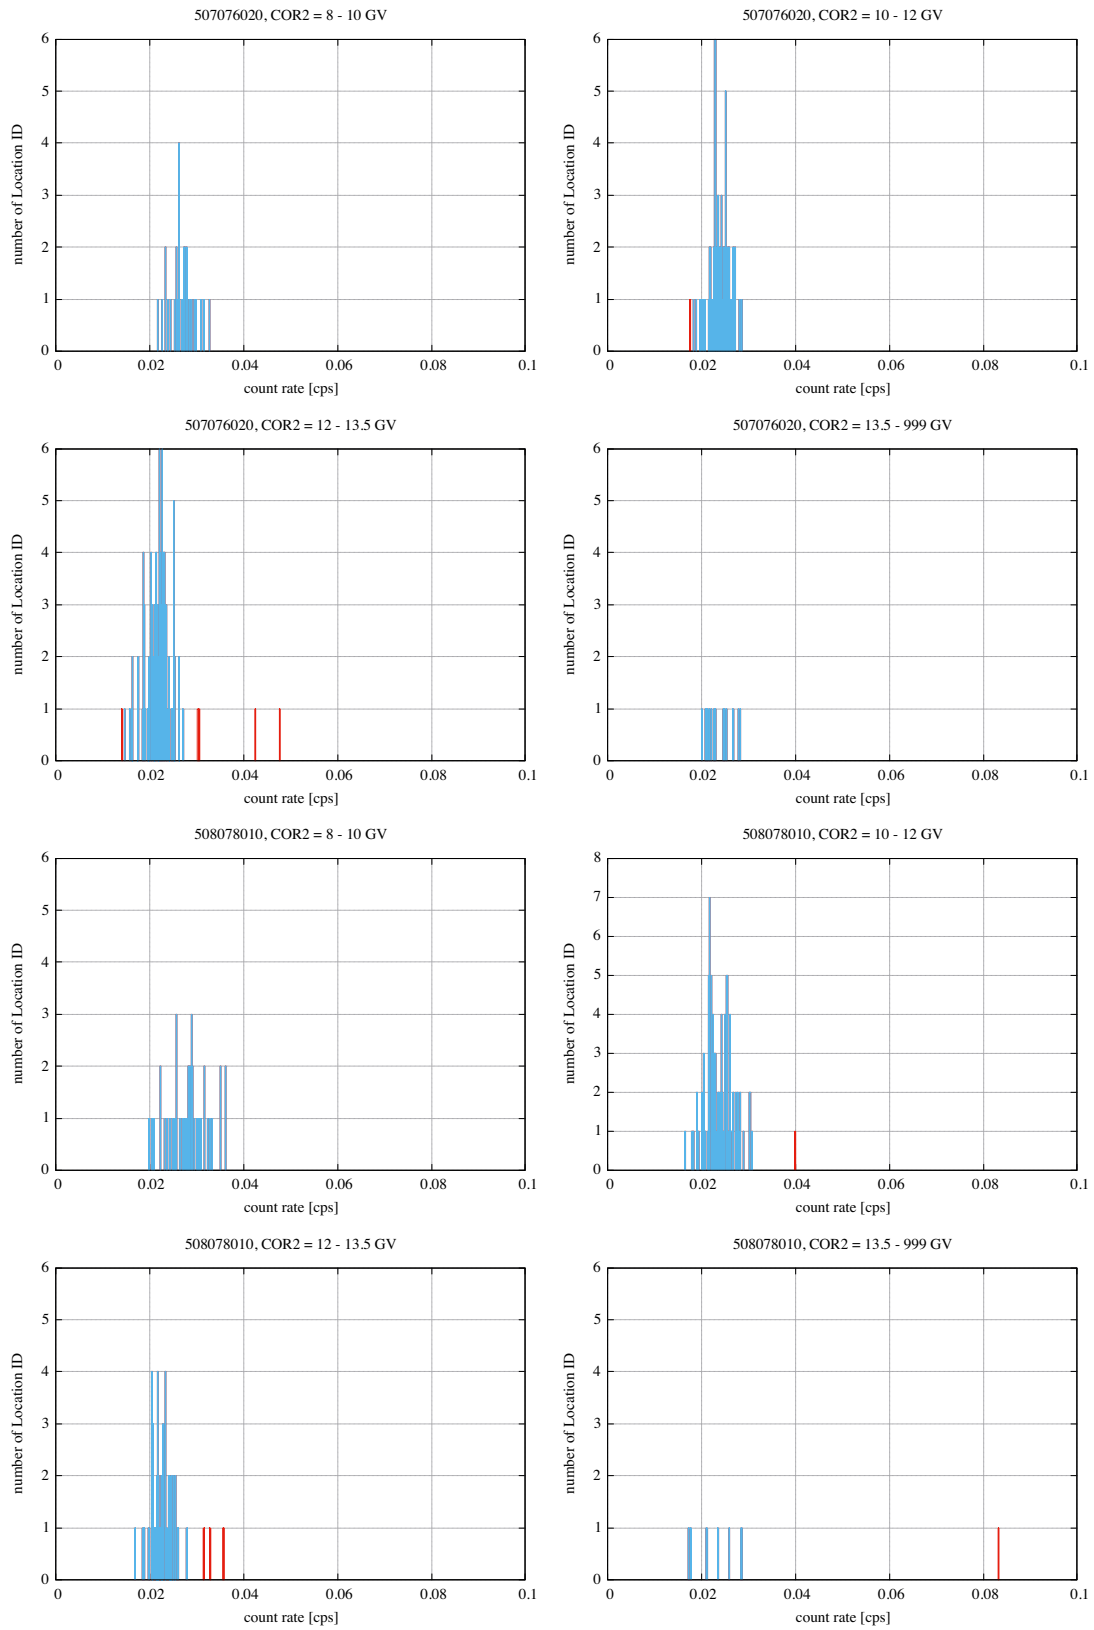 507076020, COR2 = 8 - 10 GV
number of Location ID
6
5
4
3
2
1
0
0 0.02 0.04 0.06 0.08 0.1
count rate [cps]
507076020, COR2 = 10 - 12 GV
number of Location ID
6
5
4
3
2
1
0
0 0.02 0.04 0.06 0.08 0.1
count rate [cps]
507076020, COR2 = 12 - 13.5 GV
number of Location ID
6
5
4
3
2
1
0
0 0.02 0.04 0.06 0.08 0.1
count rate [cps]
507076020, COR2 = 13.5 - 999 GV
number of Location ID
6
5
4
3
2
1
0
0 0.02 0.04 0.06 0.08 0.1
count rate [cps]
508078010, COR2 = 8 - 10 GV
number of Location ID
6
5
4
3
2
1
0
0 0.02 0.04 0.06 0.08 0.1
count rate [cps]
508078010, COR2 = 10 - 12 GV
number of Location ID
8
7
6
5
4
3
2
1
0
0 0.02 0.04 0.06 0.08 0.1
count rate [cps]
508078010, COR2 = 12 - 13.5 GV
number of Location ID
6
5
4
3
2
1
0
0 0.02 0.04 0.06 0.08 0.1
count rate [cps]
508078010, COR2 = 13.5 - 999 GV
number of Location ID
6
5
4
3
2
1
0
0 0.02 0.04 0.06 0.08 0.1
count rate [cps]